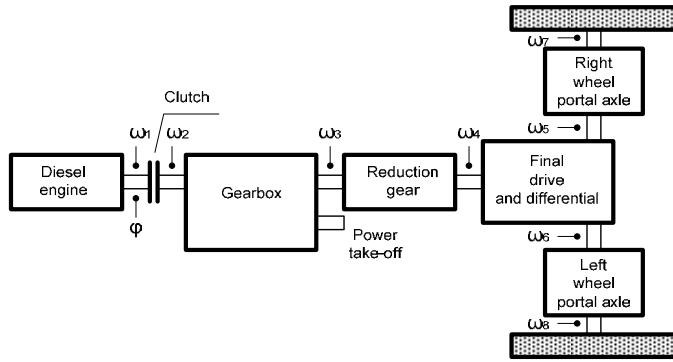 ω7
Right
wheel
portal axle
Clutch
ω1
ω2
ω3
ω4
ω5
Diesel
engine
Gearbox
Reduction
gear
Final
drive
and differential
φ
Power
take-off
ω6
Left
wheel
portal axle
ω8